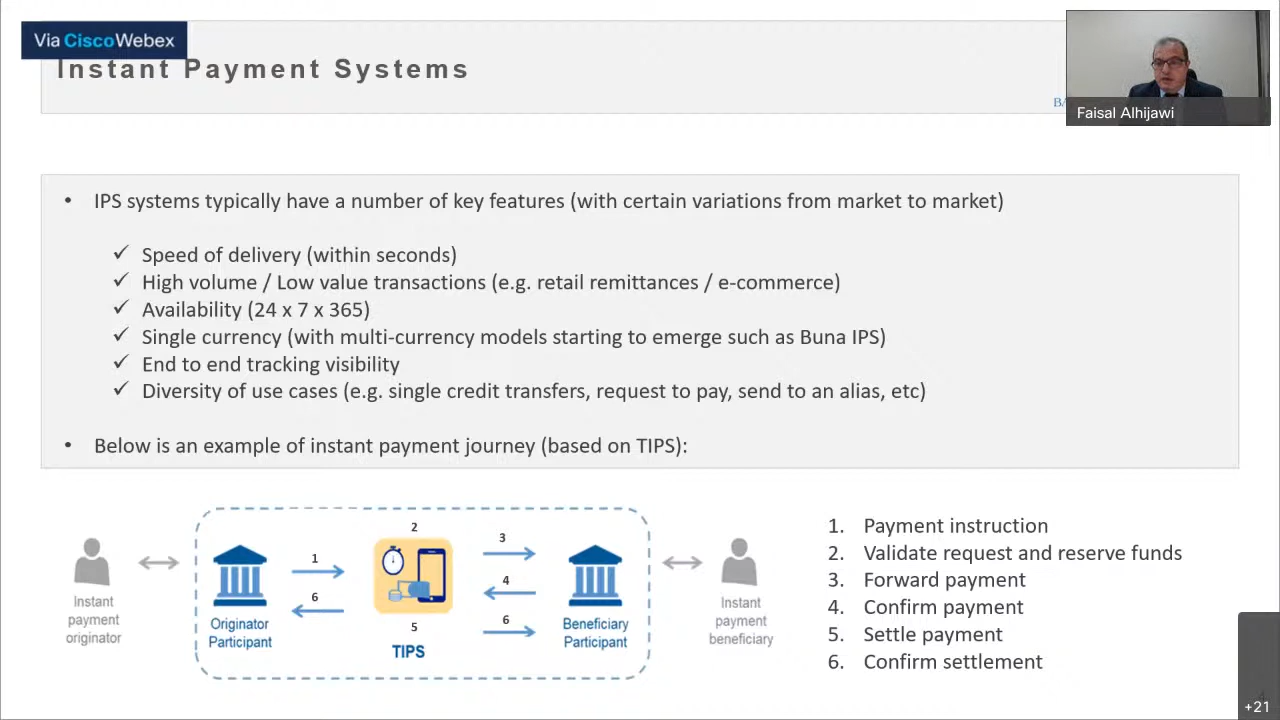 Via CiscoWebex
Instant Payment Systems
Faisal Alhijawi
• IPS systems typically have a number of key features (with certain variations from market to market)
✓ Speed of delivery (within seconds)
✓ High volume / Low value transactions (e.g. retail remittances / e-commerce)
✓ Availability (24 x 7 x 365)
✓ Single currency (with multi-currency models starting to emerge such as Buna IPS)
✓ End to end tracking visibility
✓ Diversity of use cases (e.g. single credit transfers, request to pay, send to an alias, etc)
• Below is an example of instant payment journey (based on TIPS):
Instant
payment
originator
Originator
Participant
1
6
2
5
TIPS
3
4
6
Beneficiary
Participant
Instant
payment
beneficiary
1. Payment instruction
2. Validate request and reserve funds
3. Forward payment
4. Confirm payment
5. Settle payment
6. Confirm settlement
4
+21